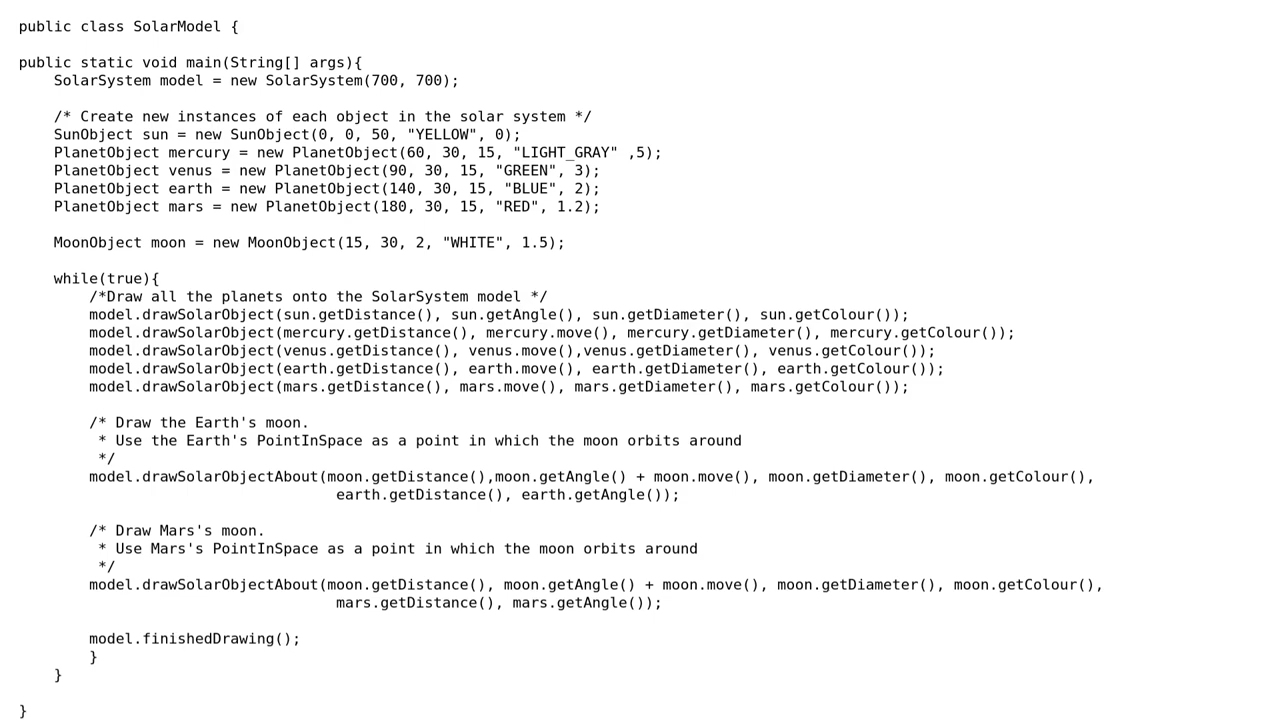 public class SolarModel {
public static void main(String[] args){
SolarSystem model = new SolarSystem(700, 700);
/* Create new instances of each object in the solar system */
SunObject sun = new SunObject(0, 0, 50, "YELLOW", 0);
PlanetObject mercury = new PlanetObject(60, 30, 15, "LIGHT_GRAY" ,5);
PlanetObject venus = new PlanetObject(90, 30, 15, "GREEN", 3);
PlanetObject earth = new PlanetObject(140, 30, 15, "BLUE", 2);
PlanetObject mars = new PlanetObject(180, 30, 15, "RED", 1.2);
MoonObject moon = new MoonObject(15, 30, 2, "WHITE", 1.5);
while(true){
/*Draw all the planets onto the SolarSystem model */
model.drawSolarObject(sun.getDistance(), sun.getAngle(), sun.getDiameter(), sun.getColour());
model.drawSolarObject(mercury.getDistance(), mercury.move(), mercury.getDiameter(), mercury.getColour());
model.drawSolarObject(venus.getDistance(), venus.move(),venus.getDiameter(), venus.getColour());
model.drawSolarObject(earth.getDistance(), earth.move(), earth.getDiameter(), earth.getColour());
model.drawSolarObject(mars.getDistance(), mars.move(), mars.getDiameter(), mars.getColour());
/* Draw the Earth's moon.
* Use the Earth's PointInSpace as a point in which the moon orbits around
*/
model.drawSolarObjectAbout(moon.getDistance(),moon.getAngle() + moon.move(), moon.getDiameter(), moon.getColour(),
earth.getDistance(), earth.getAngle());
/* Draw Mars's moon.
* Use Mars's PointInSpace as a point in which the moon orbits around
*/
model.drawSolarObjectAbout(moon.getDistance(), moon.getAngle() + moon.move(), moon.getDiameter(), moon.getColour(),
mars.getDistance(), mars.getAngle());
model.finishedDrawing();
}
}
}